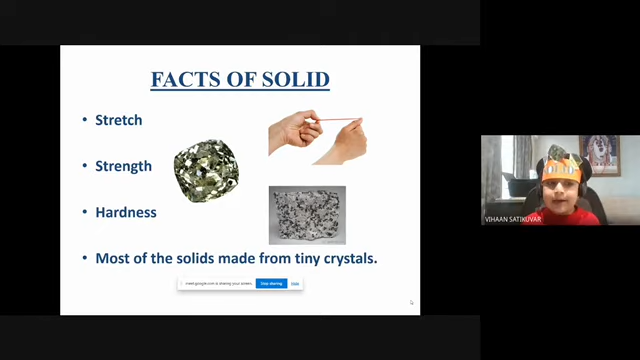 FACTS OF SOLID
• Stretch
• Strength
• Hardness
• Most of the solids made from tiny crystals.
meet.google.com is sharing your screen.
Stop sharing
Hide
VIHAAN SATIKUVAR